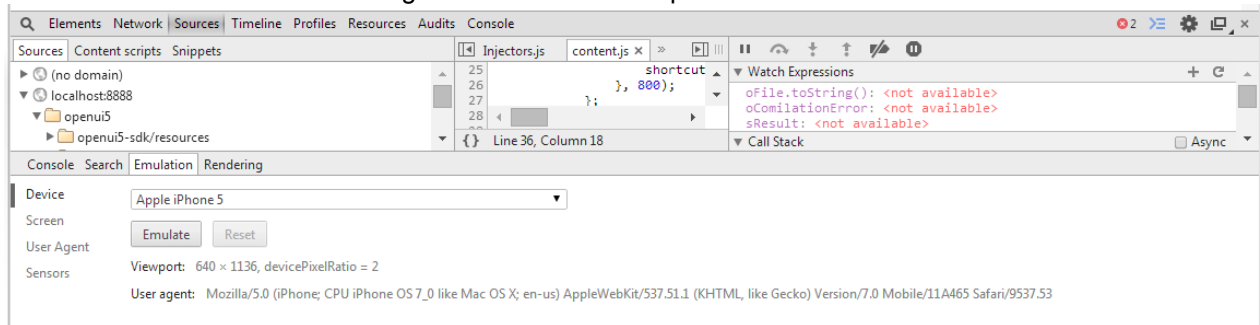 Elements Network Sources Timeline Profiles Resources Audits Console 2
Sources Content scripts Snippets
Injectors.js content.js × »
(no domain)
localhost:8888
openui5
openui5-sdk/resources
25 shortcut
26 }, 800);
27 };
28
{} Line 36, Column 18
Watch Expressions
oFile.toString(): <not available>
oComilationError: <not available>
sResult: <not available>
Call Stack Async
Console Search Emulation Rendering
Device
Screen
User Agent
Sensors
Apple iPhone 5
Emulate Reset
Viewport: 640 × 1136, devicePixelRatio = 2
User agent: Mozilla/5.0 (iPhone; CPU iPhone OS 7_0 like Mac OS X; en-us) AppleWebKit/537.51.1 (KHTML, like Gecko) Version/7.0 Mobile/11A465 Safari/9537.53